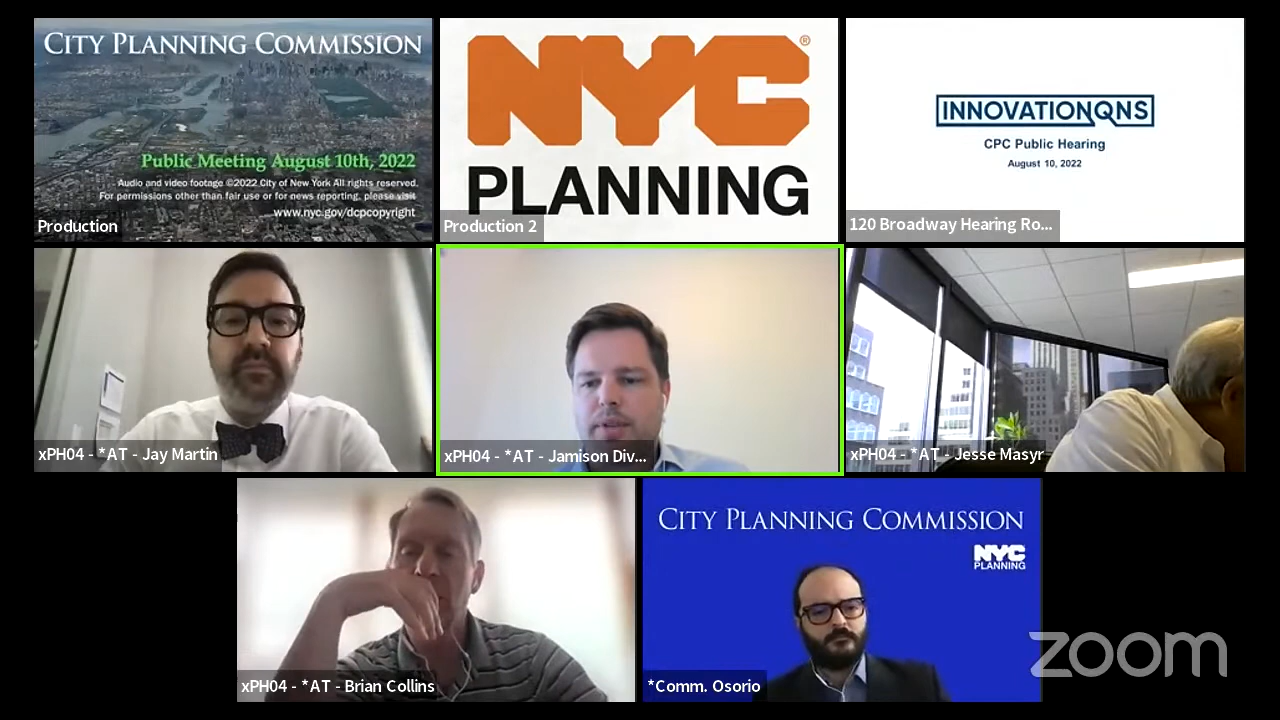 CITY PLANNING COMMISSION
Public Meeting August 10th, 2022
Audio and video footage ©2022 City of New York All rights reserved.
For permissions other than fair use or for news reporting, please visit
www.nyc.gov/dcpcopyright
Production
NYC®
PLANNING
Production 2
INNOVATIONQNS
CPC Public Hearing
August 10, 2022
120 Broadway Hearing Ro...
xPH04 - *AT - Jay Martin
xPH04 - *AT - Jamison Div...
xPH04 - *AT - Jesse Masyr
xPH04 - *AT - Brian Collins
CITY PLANNING COMMISSION
NYC
PLANNING
*Comm. Osorio
zoom